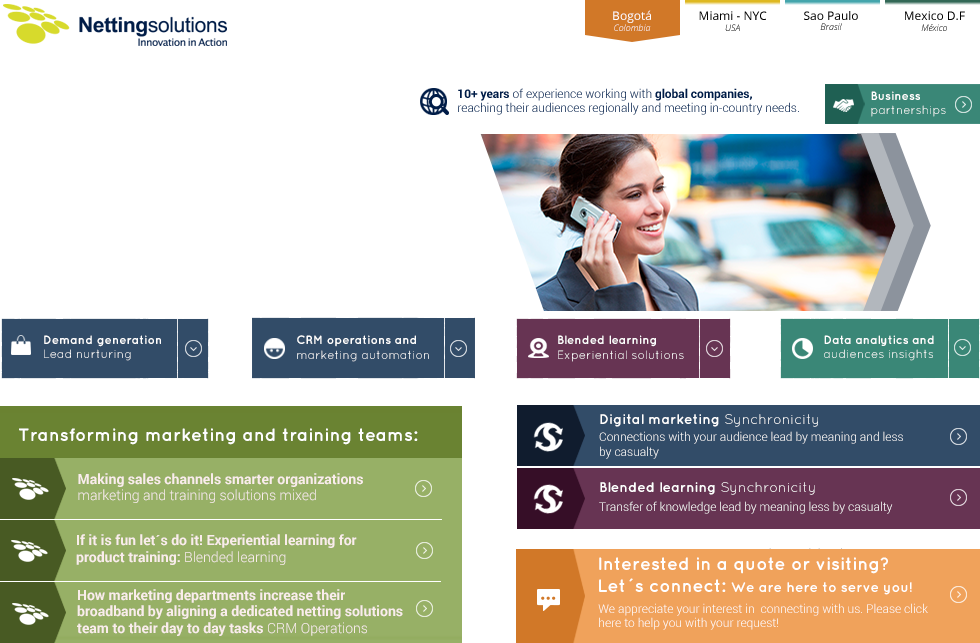 Nettingsolutions
Innovation in Action
Bogotá
Colombia
Miami - NYC
USA
Sao Paulo
Brasil
Mexico D.F
México
10+ years of experience working with global companies,
reaching their audiences regionally and meeting in-country needs.
Business
partnerships
Demand generation
Lead nurturing
CRM operations and
marketing automation
Blended learning
Experiential solutions
Data analytics and
audiences insights
Transforming marketing and training teams:
Making sales channels smarter organizations
marketing and training solutions mixed
If it is fun let´s do it! Experiential learning for
product training: Blended learning
How marketing departments increase their
broadband by aligning a dedicated netting solutions
team to their day to day tasks CRM Operations
Digital marketing Synchronicity
Connections with your audience lead by meaning and less
by casualty
Blended learning Synchronicity
Transfer of knowledge lead by meaning less by casualty
Interested in a quote or visiting?
Let´s connect: We are here to serve you!
We appreciate your interest in connecting with us. Please click
here to help you with your request!